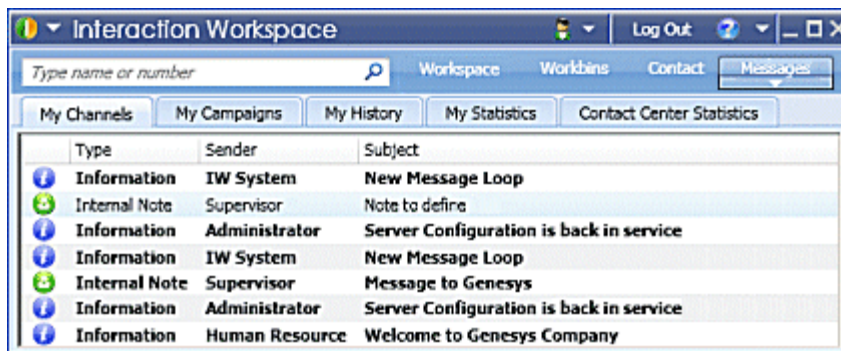 Interaction Workspace Log Out ?
Type name or number Workspace Workbins Contact Messages
My Channels My Campaigns My History My Statistics Contact Center Statistics
Type Sender Subject
Information IW System New Message Loop
Internal Note Supervisor Note to define
Information Administrator Server Configuration is back in service
Information IW System New Message Loop
Internal Note Supervisor Message to Genesys
Information Administrator Server Configuration is back in service
Information Human Resource Welcome to Genesys Company